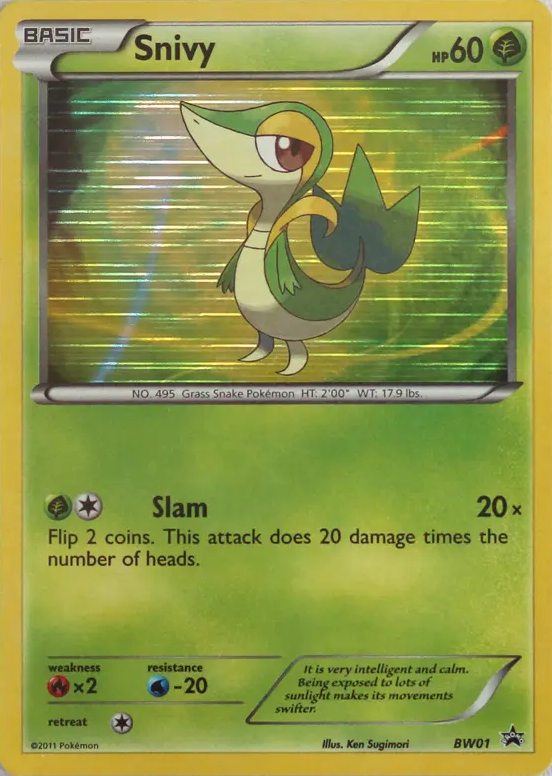 BASIC
Snivy
HP60
NO. 495 Grass Snake Pokémon HT: 2'00" WT: 17.9 lbs.
Slam 20×
Flip 2 coins. This attack does 20 damage times the
number of heads.
weakness resistance
×2 -20
It is very intelligent and calm.
Being exposed to lots of
sunlight makes its movements
swifter.
retreat
©2011 Pokémon
Illus. Ken Sugimori
BW01
PROMO